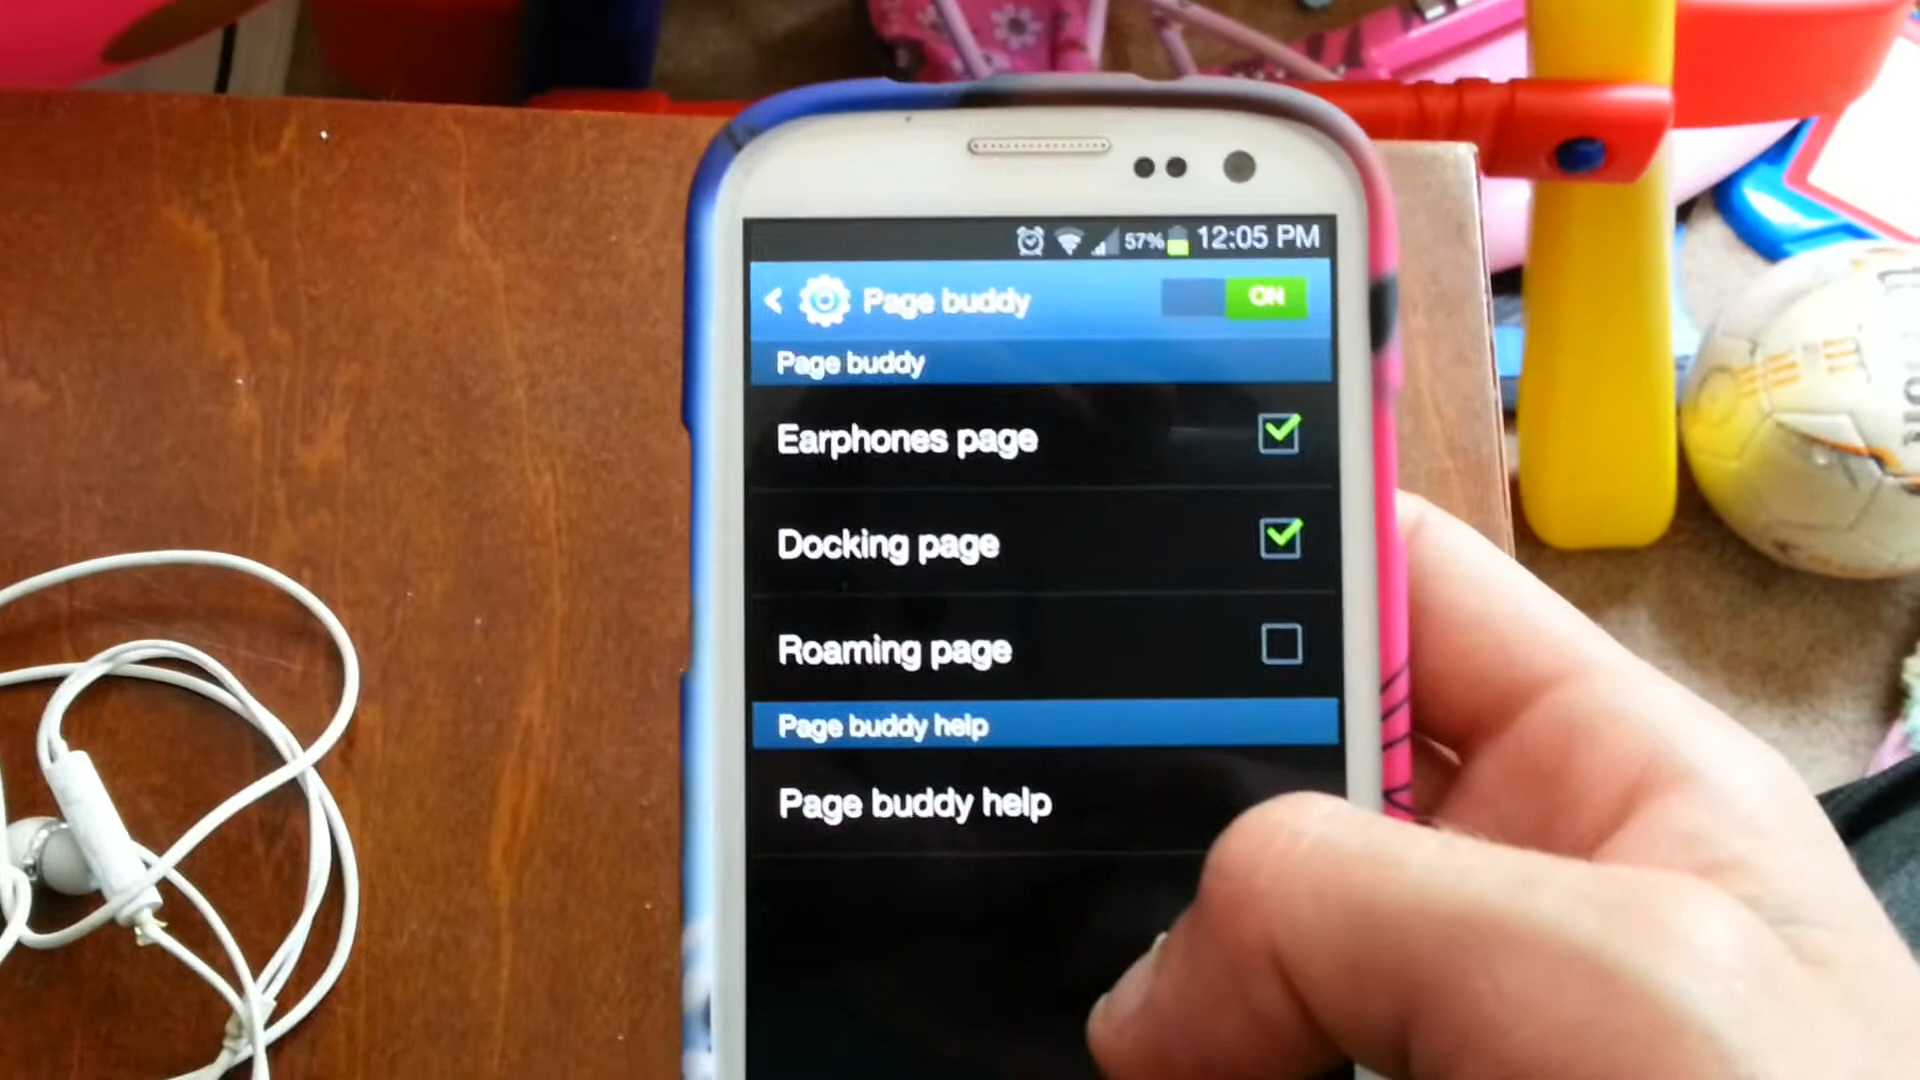 57% 12:05 PM
Page buddy ON
Page buddy
Earphones page
Docking page
Roaming page
Page buddy help
Page buddy help